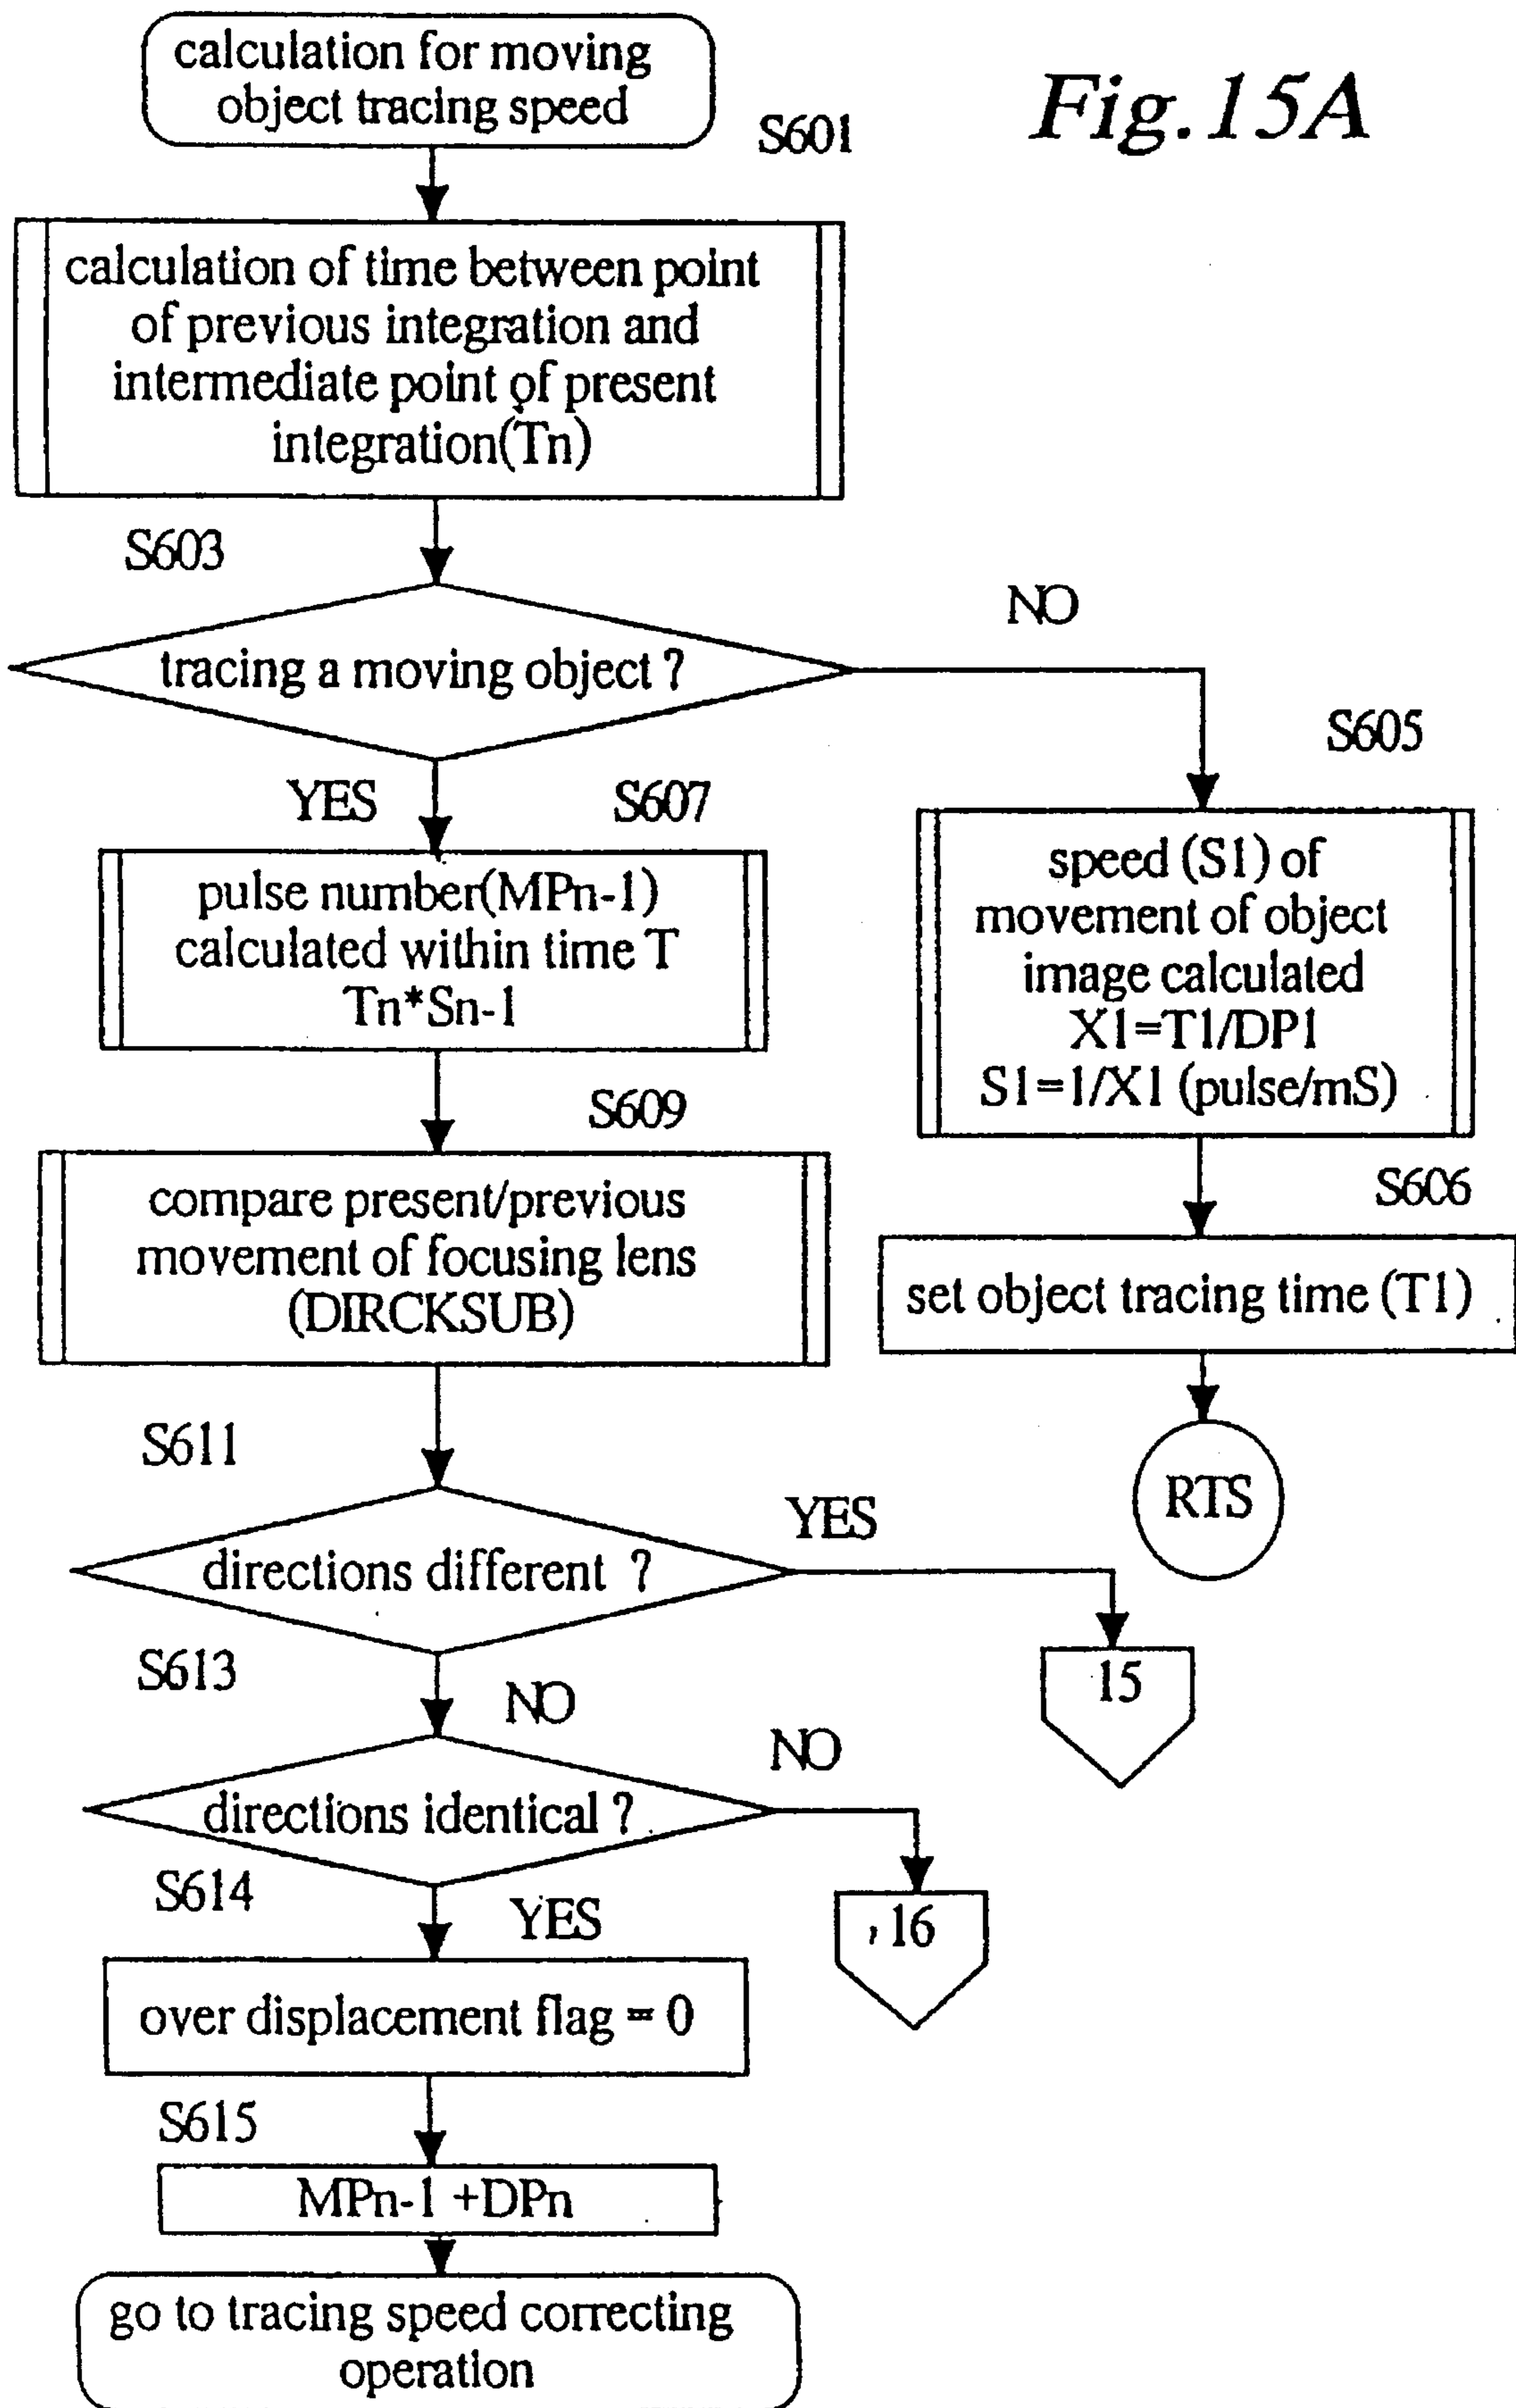 calculation for moving
object tracing speed
Fig.15A
S601
calculation of time between point
of previous integration and
intermediate point of present
integration(Tn)
S603
tracing a moving object ?
NO
YES
S605
speed (S1) of
movement of object
image calculated
X1=T1/DP1
S1=1/X1 (pulse/mS)
S606
set object tracing time (T1)
RTS
S607
pulse number(MPn-1)
calculated within time T
Tn*Sn-1
S609
compare present/previous
movement of focusing lens
(DIRCKSUB)
S611
directions different ?
YES
15
NO
S613
directions identical ?
NO
16
YES
S614
over displacement flag = 0
S615
MPn-1 +DPn
go to tracing speed correcting
operation